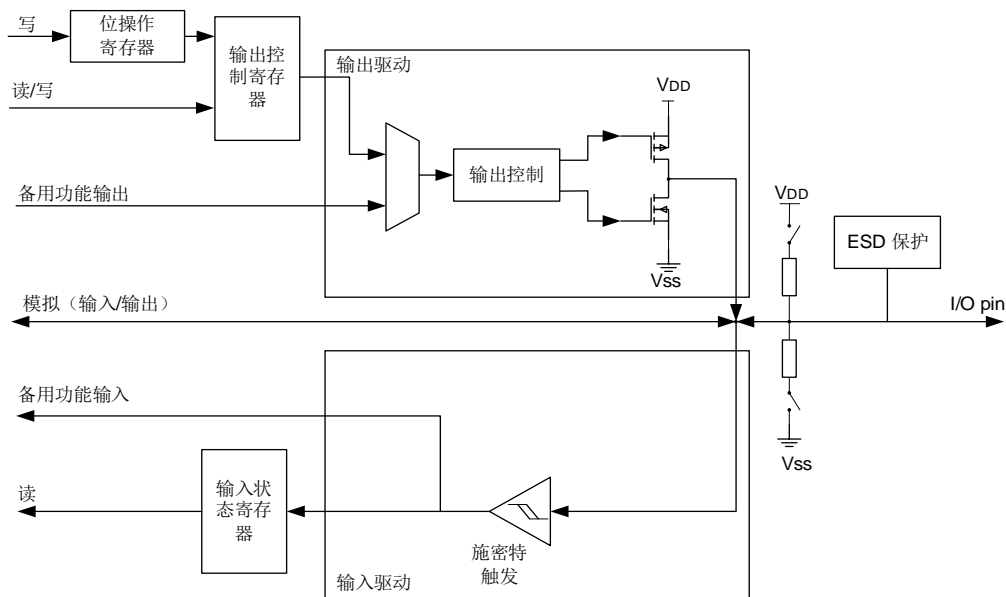 写
位操作
寄存器
输出控
制寄存
器
读/写
输出驱动
VDD
输出控制
备用功能输出
VSS
VDD
ESD 保护
模拟（输入/输出）
I/O pin
备用功能输入
VSS
输入状
态寄存
器
读
施密特
触发
输入驱动